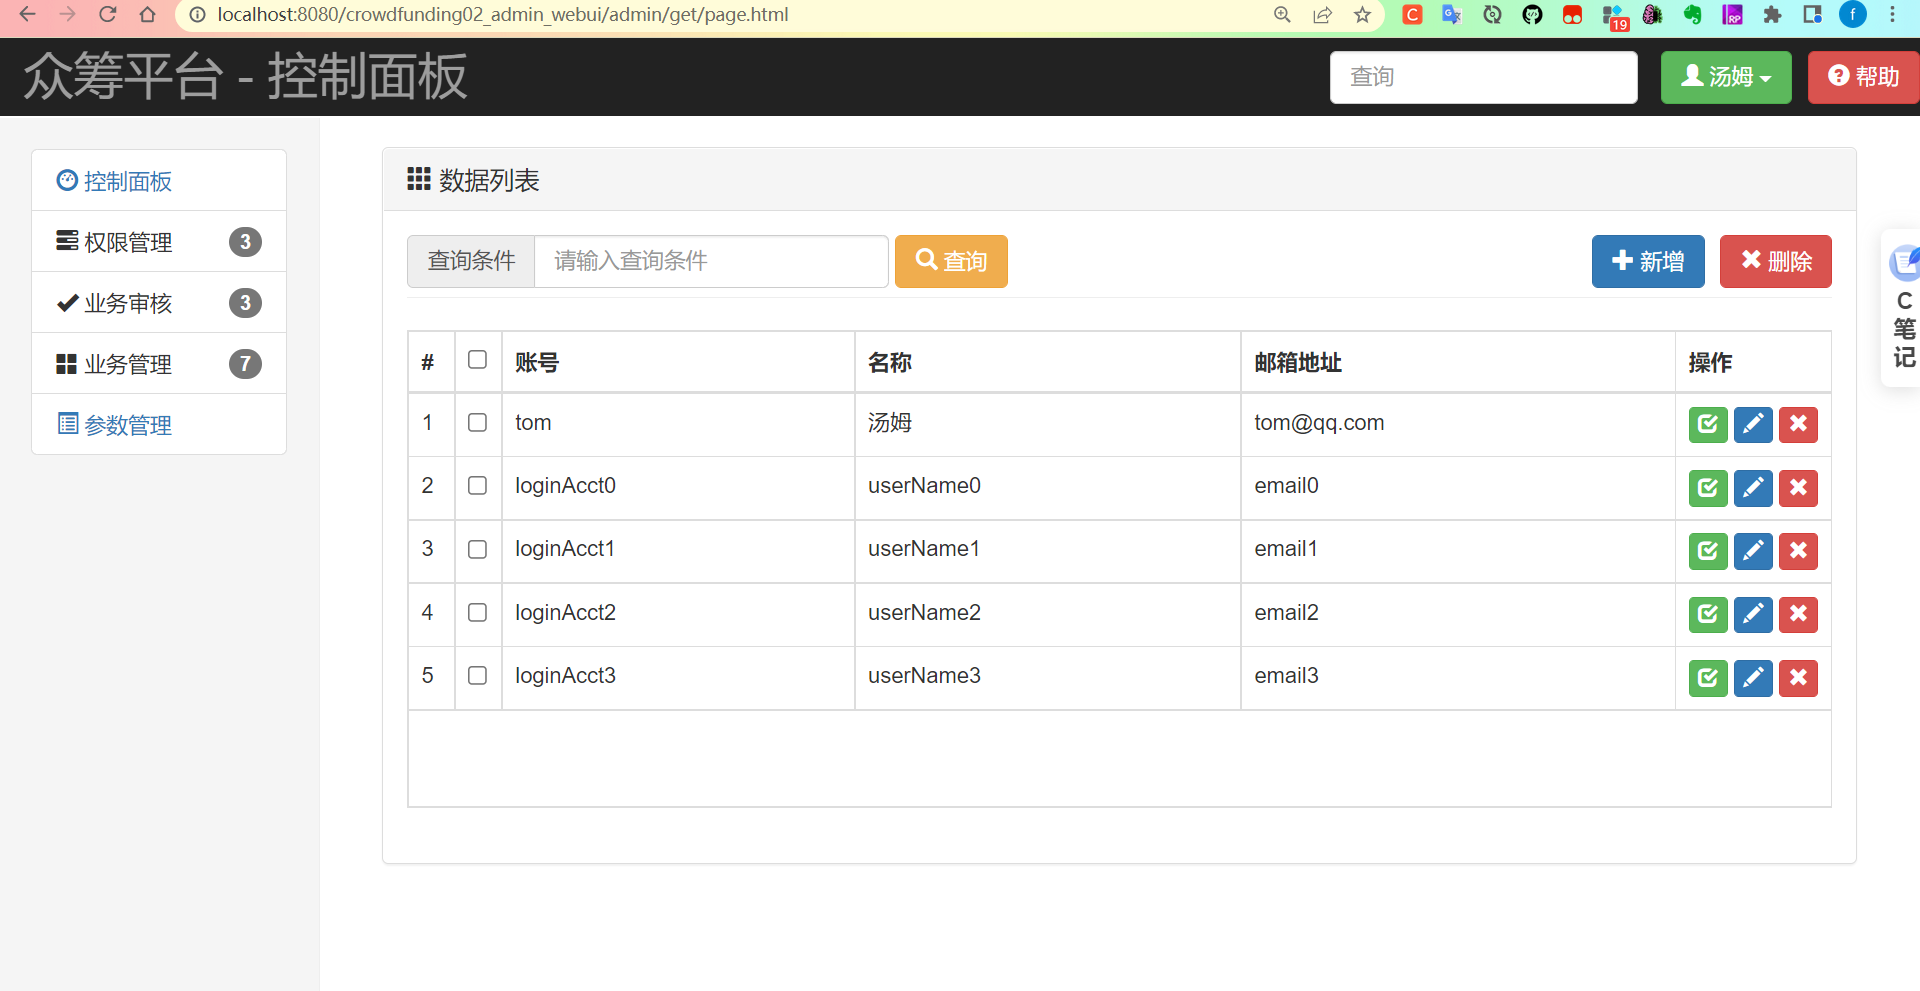 localhost:8080/crowdfunding02_admin_webui/admin/get/page.html
C
19
RP
f
众筹平台 - 控制面板
查询
汤姆
帮助
控制面板
权限管理 3
业务审核 3
业务管理 7
参数管理
数据列表
查询条件 请输入查询条件 查询 新增 删除
# 账号 名称 邮箱地址 操作
1 tom 汤姆 tom@qq.com
2 loginAcct0 userName0 email0
3 loginAcct1 userName1 email1
4 loginAcct2 userName2 email2
5 loginAcct3 userName3 email3
C
笔
记